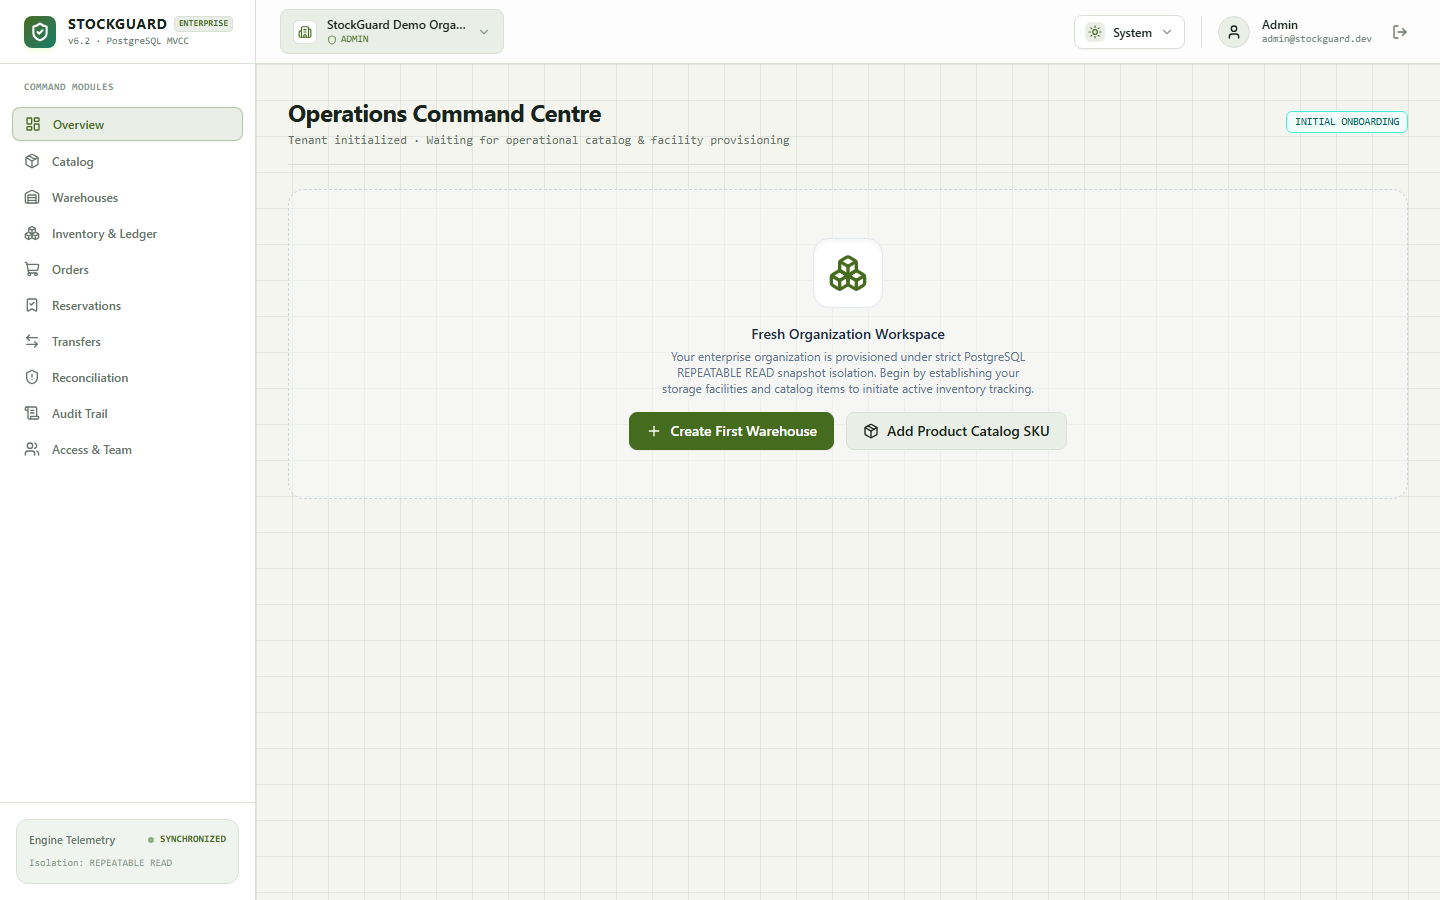 STOCKGUARD ENTERPRISE
v6.2 · PostgreSQL MVCC
StockGuard Demo Orga...
ADMIN
System
Admin
admin@stockguard.dev
COMMAND MODULES
Overview
Catalog
Warehouses
Inventory & Ledger
Orders
Reservations
Transfers
Reconciliation
Audit Trail
Access & Team
Engine Telemetry SYNCHRONIZED
Isolation: REPEATABLE READ
Operations Command Centre
Tenant initialized · Waiting for operational catalog & facility provisioning
INITIAL ONBOARDING
Fresh Organization Workspace
Your enterprise organization is provisioned under strict PostgreSQL
REPEATABLE READ snapshot isolation. Begin by establishing your
storage facilities and catalog items to initiate active inventory tracking.
Create First Warehouse
Add Product Catalog SKU